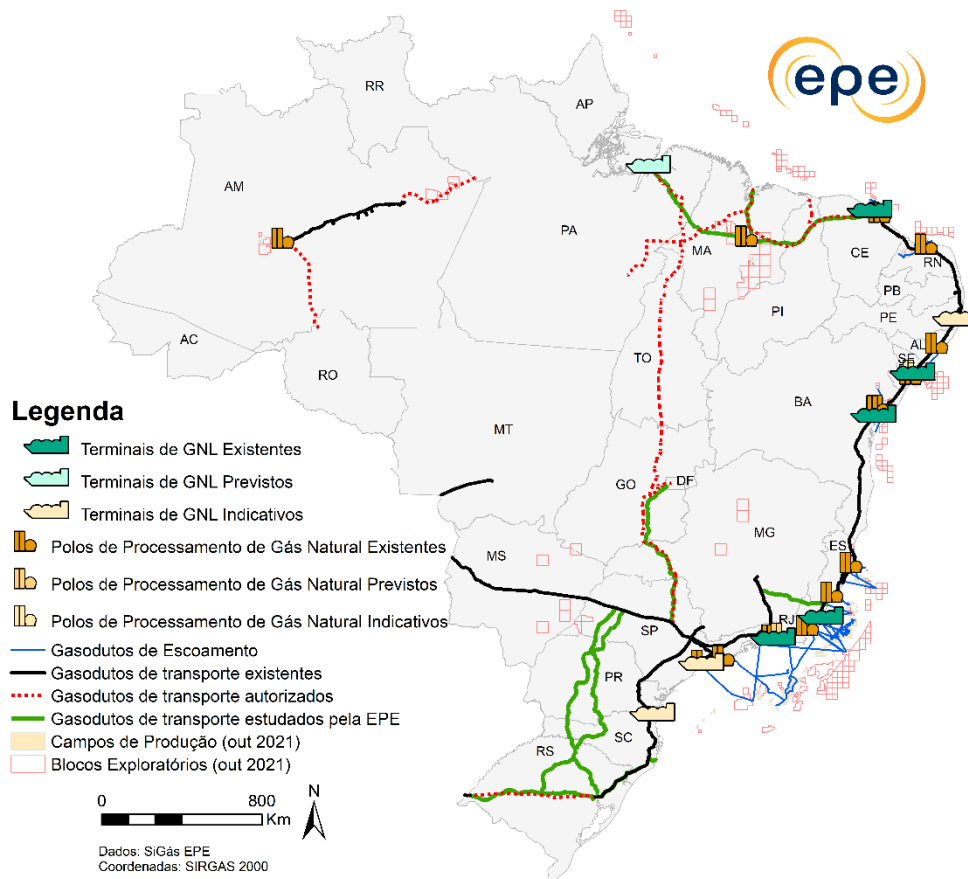 epe
RR
AP
AM
PA
MA
CE
RN
PB
PE
PI
AL
SE
AC
RO
TO
BA
MT
GO
DF
MG
MS
ES
SP
RJ
PR
SC
RS
Legenda
Terminais de GNL Existentes
Terminais de GNL Previstos
Terminais de GNL Indicativos
Polos de Processamento de Gás Natural Existentes
Polos de Processamento de Gás Natural Previstos
Polos de Processamento de Gás Natural Indicativos
Gasodutos de Escoamento
Gasodutos de transporte existentes
Gasodutos de transporte autorizados
Gasodutos de transporte estudados pela EPE
Campos de Produção (out 2021)
Blocos Exploratórios (out 2021)
0 800
Km
N
Dados: SiGás EPE
Coordenadas: SIRGAS 2000